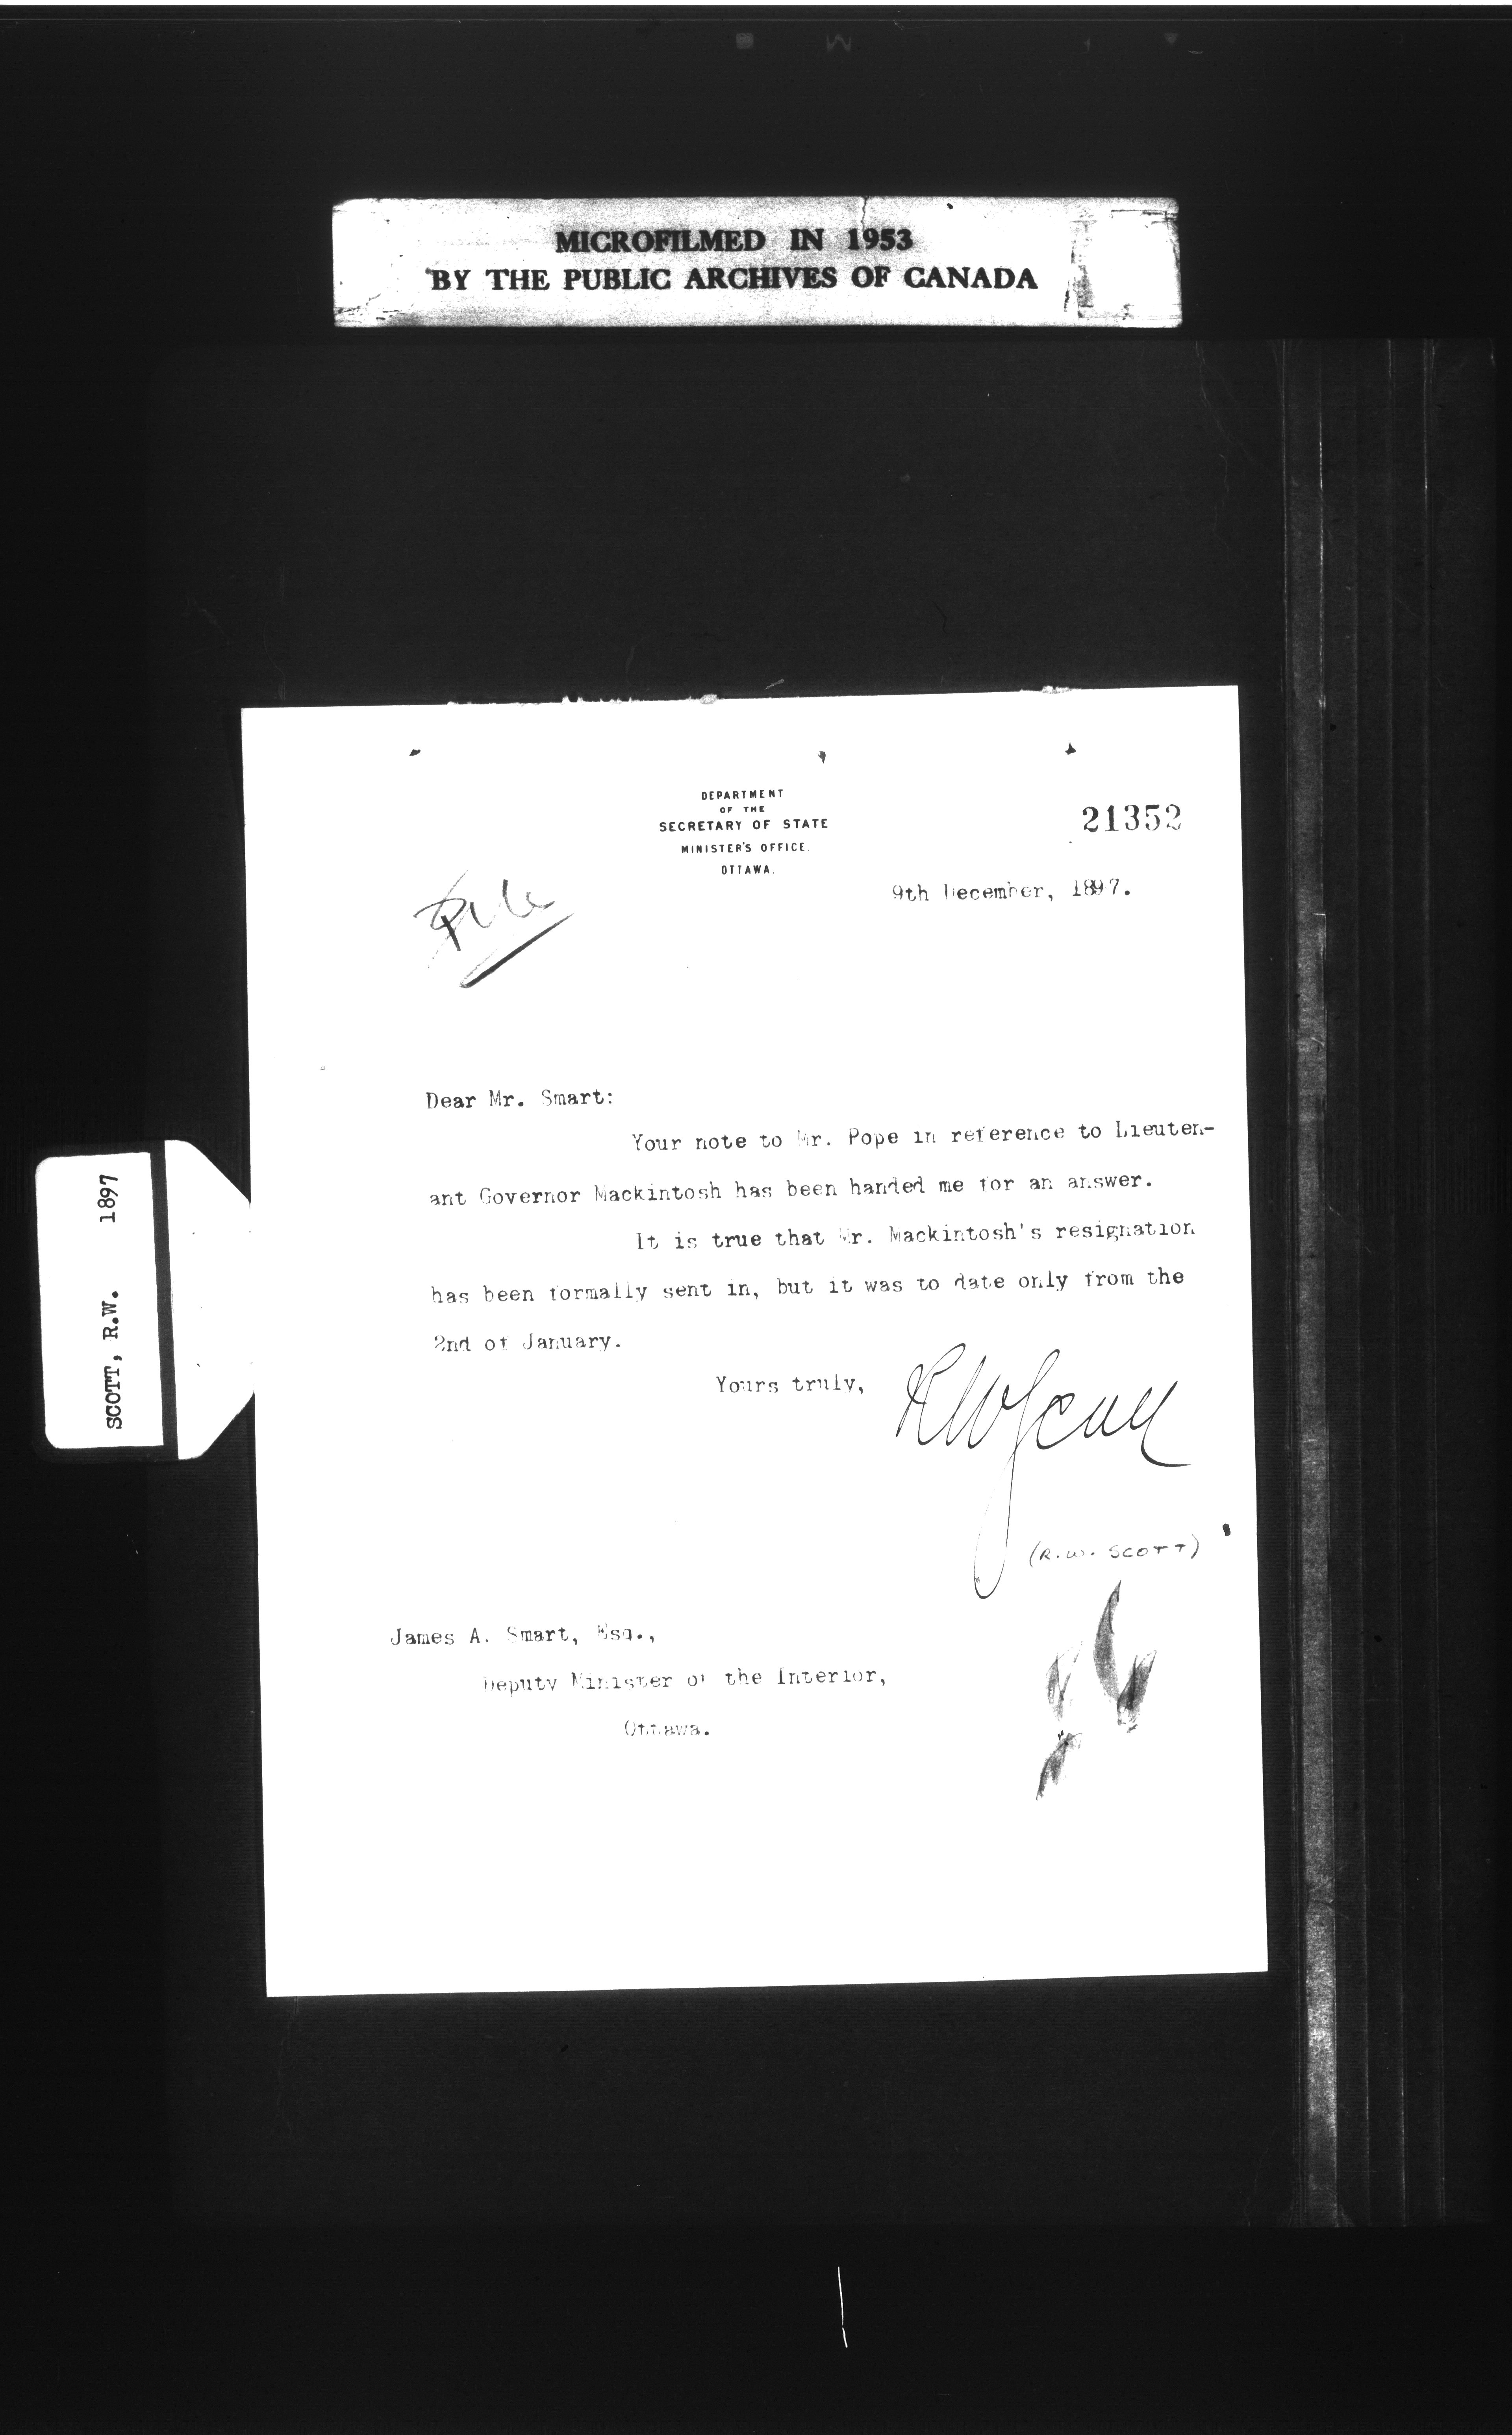 MICROFILMED IN 1953
BY THE PUBLIC ARCHIVES OF CANADA
DEPARTMENT
OF THE
SECRETARY OF STATE
MINISTER'S OFFICE.
OTTAWA.
21352
9th December, 1897.
File
Dear Mr. Smart:
Your note to Mr. Pope in reference to Lieuten-
ant Governor Mackintosh has been handed me for an answer.
It is true that Mr. Mackintosh's resignation
has been formally sent in, but it was to date only from the
2nd of January.
Yours truly,
RWScott
(R.W. SCOTT)
James A. Smart, Esq.,
Deputy Minister of the Interior,
Ottawa.
SCOTT, R.W. 1897